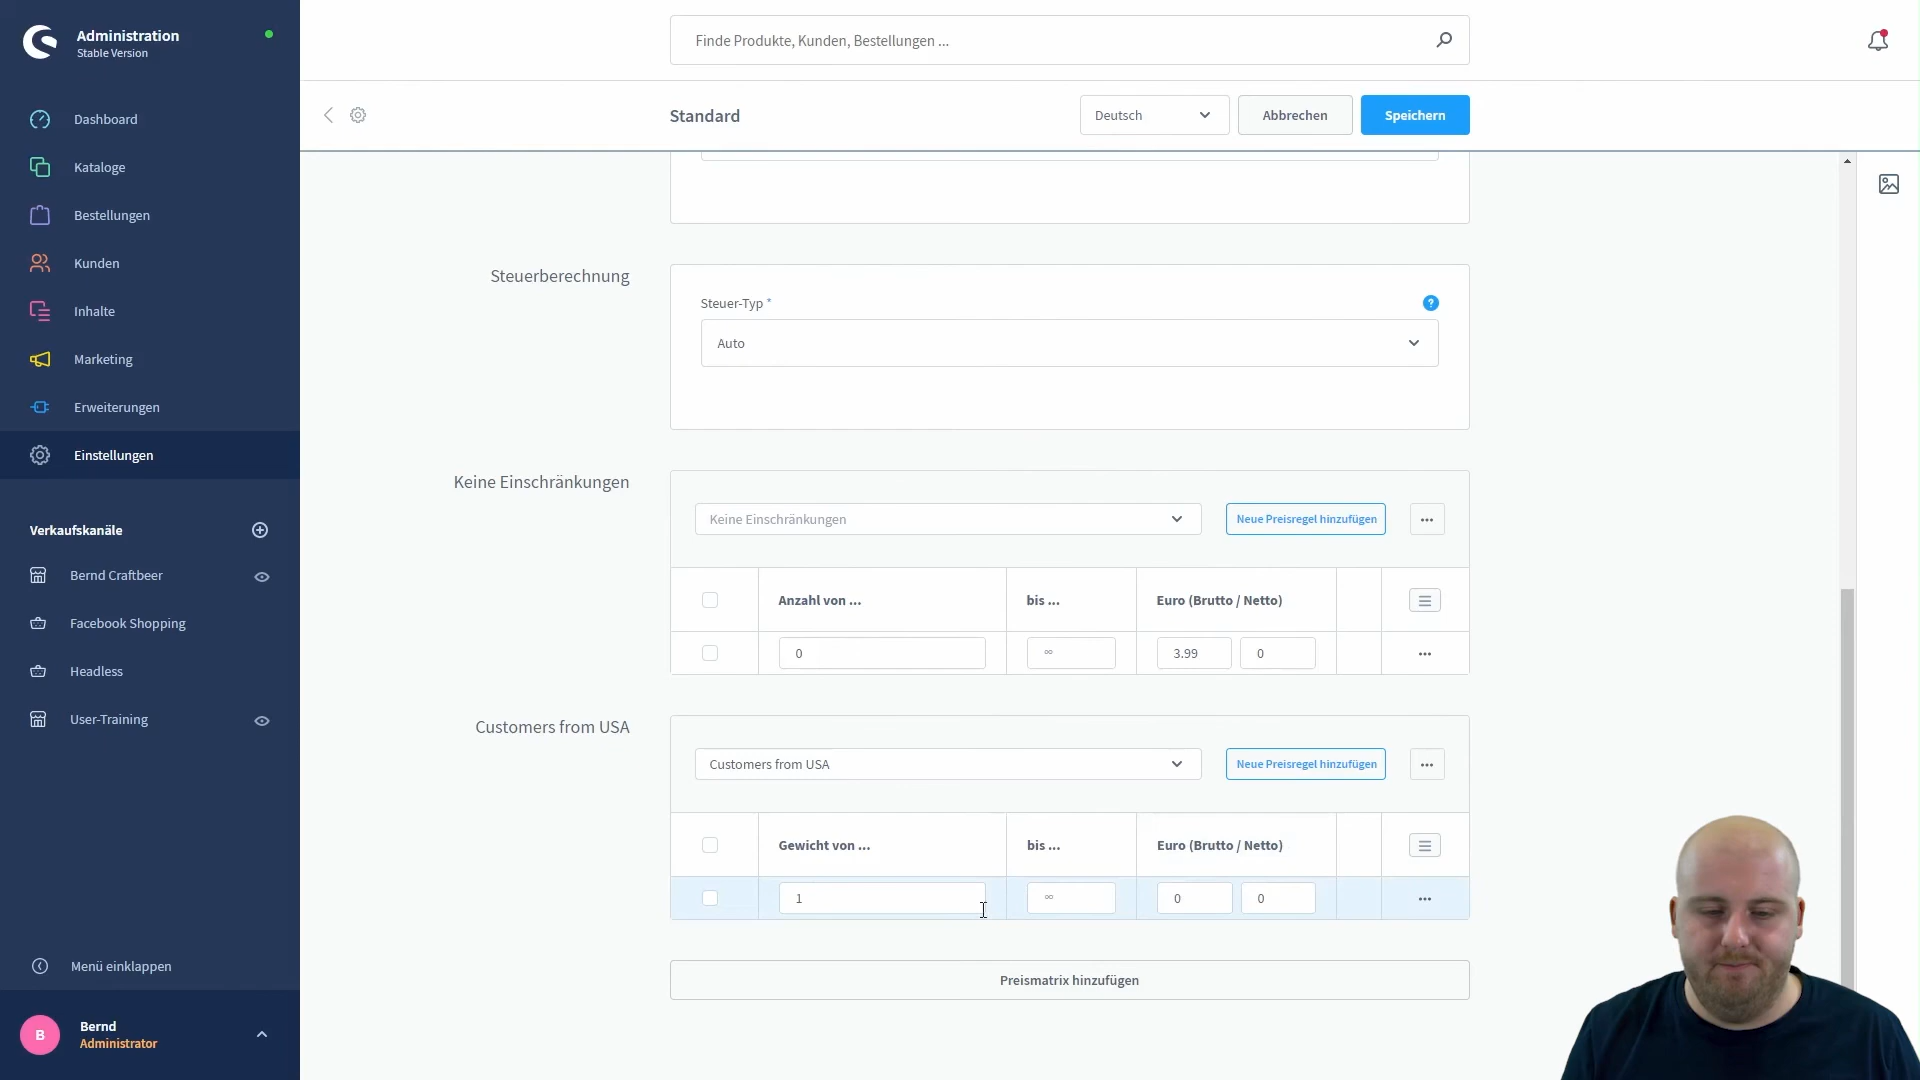 Administration
Stable Version
Finde Produkte, Kunden, Bestellungen ...
Standard
Deutsch
Abbrechen
Speichern
Dashboard
Kataloge
Bestellungen
Kunden
Inhalte
Marketing
Erweiterungen
Einstellungen
Verkaufskanäle
Bernd Craftbeer
Facebook Shopping
Headless
User-Training
Menü einklappen
B
Bernd
Administrator
Steuerberechnung
Steuer-Typ *
?
Auto
Keine Einschränkungen
Keine Einschränkungen
Neue Preisregel hinzufügen
...
Anzahl von ...
bis ...
Euro (Brutto / Netto)
0
∞
3.99
0
...
Customers from USA
Customers from USA
Neue Preisregel hinzufügen
...
Gewicht von ...
bis ...
Euro (Brutto / Netto)
1
∞
0
0
...
Preismatrix hinzufügen